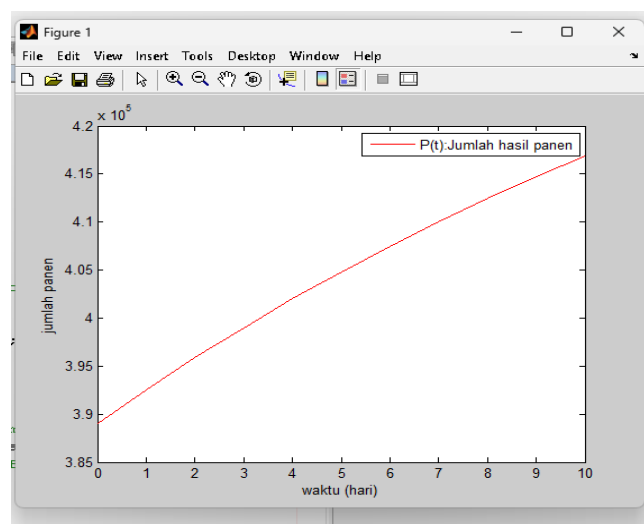 Figure 1
File Edit View Insert Tools Desktop Window Help
× 10^5
4.2
4.15
4.1
4.05
4
3.95
3.9
3.85
jumlah panen
P(t):Jumlah hasil panen
0 1 2 3 4 5 6 7 8 9 10
waktu (hari)